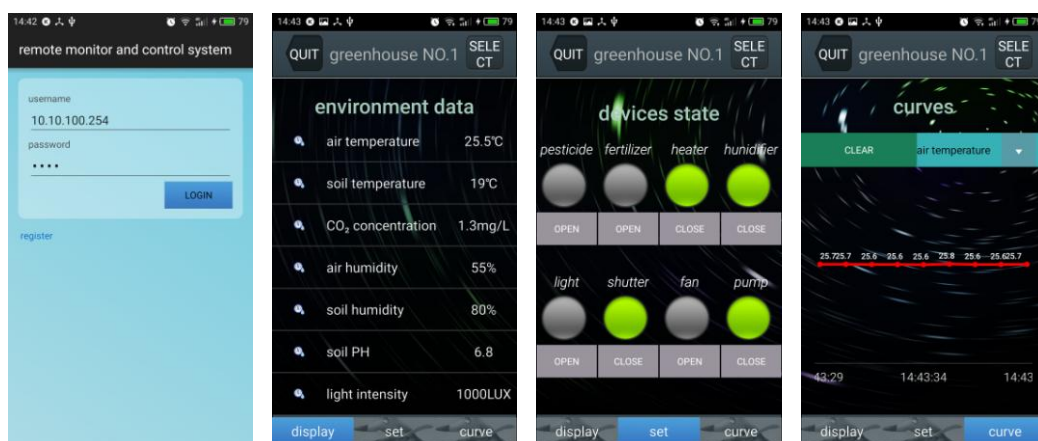 14:42 79
remote monitor and control system
username
10.10.100.254
password
LOGIN
register
14:43 79
QUIT greenhouse NO.1 SELE
CT
environment data
air temperature 25.5℃
soil temperature 19℃
CO₂ concentration 1.3mg/L
air humidity 55%
soil humidity 80%
soil PH 6.8
light intensity 1000LUX
display set curve
14:43 79
QUIT greenhouse NO.1 SELE
CT
devices state
pesticide fertilizer heater hunidifier
OPEN OPEN CLOSE CLOSE
light shutter fan pump
OPEN CLOSE OPEN CLOSE
display set curve
14:43 79
QUIT greenhouse NO.1 SELE
CT
curves
CLEAR air temperature
25.7 25.7 25.6 25.6 25.6 25.8 25.6 25.6 25.7
43:29 14:43:34 14:43
display set curve